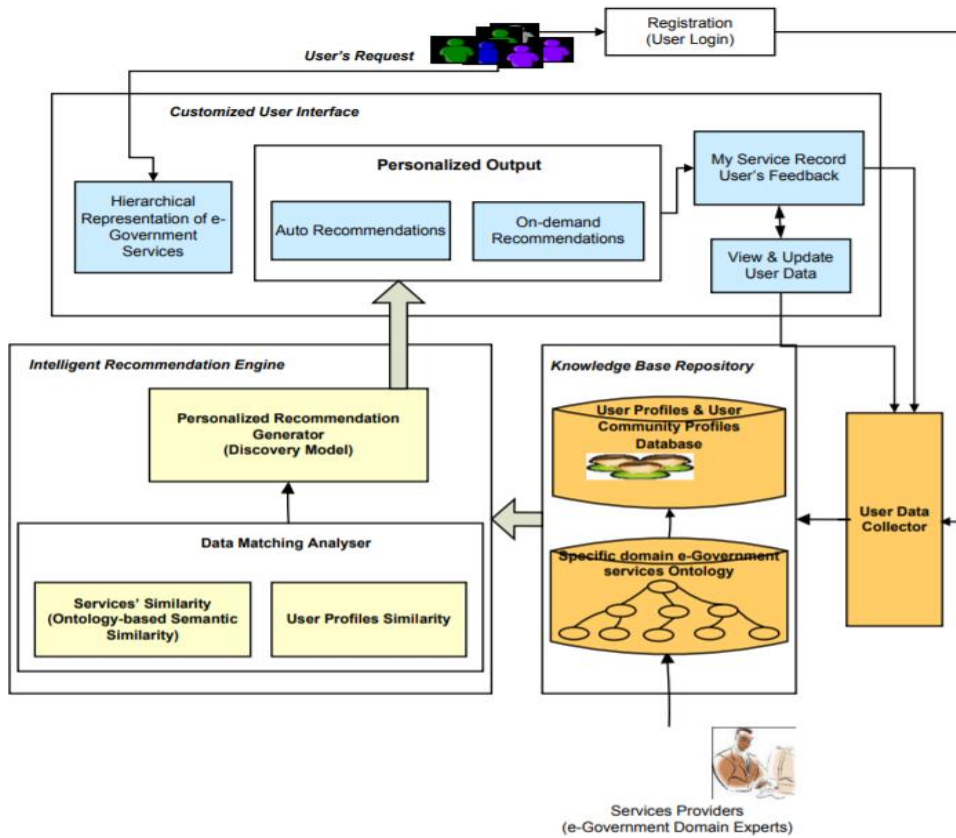 Registration
(User Login)
User's Request
Customized User Interface
Personalized Output
My Service Record
User's Feedback
Hierarchical
Representation of e-
Government
Services
Auto Recommendations
On-demand
Recommendations
View & Update
User Data
Intelligent Recommendation Engine
Knowledge Base Repository
Personalized Recommendation
Generator
(Discovery Model)
User Profiles & User
Community Profiles
Database
User Data
Collector
Data Matching Analyser
Specific domain e-Government
services Ontology
Services' Similarity
(Ontology-based Semantic
Similarity)
User Profiles Similarity
Services Providers
(e-Government Domain Experts)